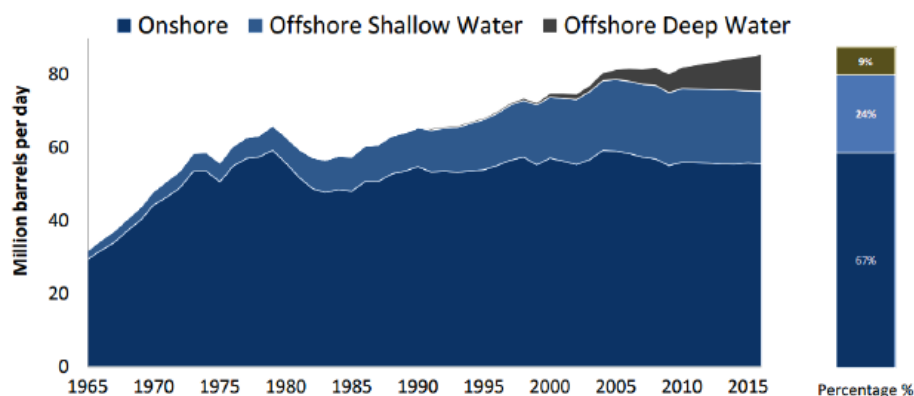 Onshore Offshore Shallow Water Offshore Deep Water
Million barrels per day
80
60
40
20
0
1965 1970 1975 1980 1985 1990 1995 2000 2005 2010 2015
9%
24%
67%
Percentage %